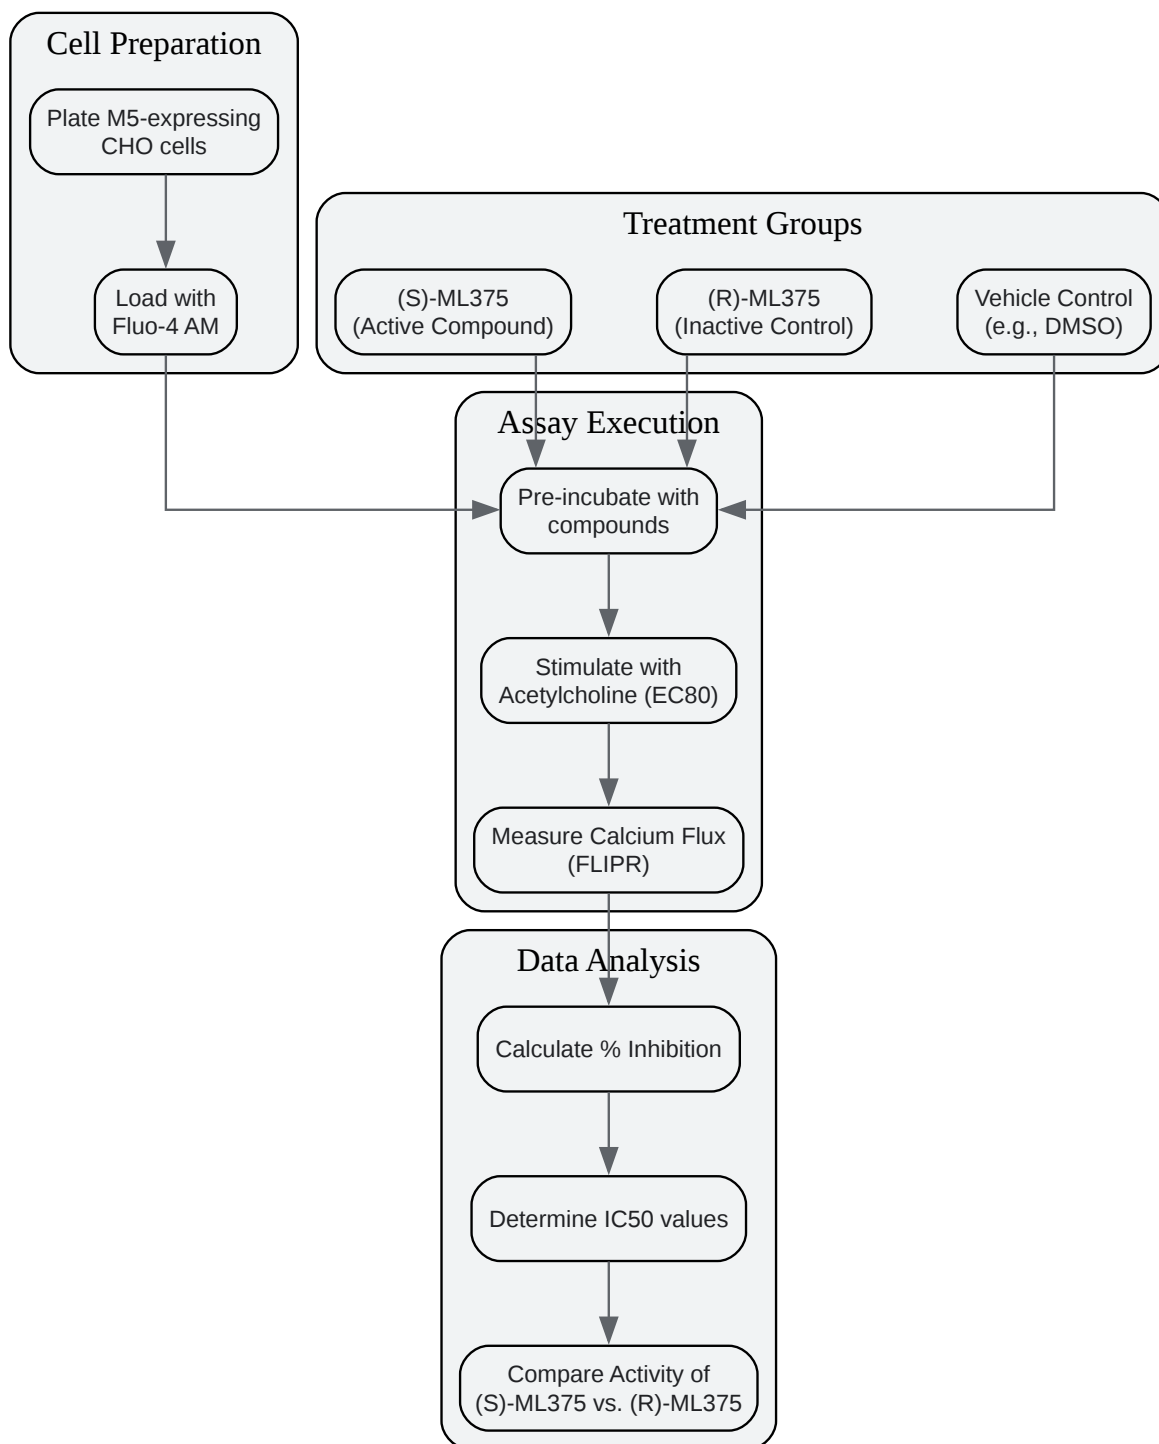 Cell Preparation
Plate M5-expressing
CHO cells
Load with
Fluo-4 AM
Treatment Groups
(S)-ML375
(Active Compound)
(R)-ML375
(Inactive Control)
Vehicle Control
(e.g., DMSO)
Assay Execution
Pre-incubate with
compounds
Stimulate with
Acetylcholine (EC80)
Measure Calcium Flux
(FLIPR)
Data Analysis
Calculate % Inhibition
Determine IC50 values
Compare Activity of
(S)-ML375 vs. (R)-ML375